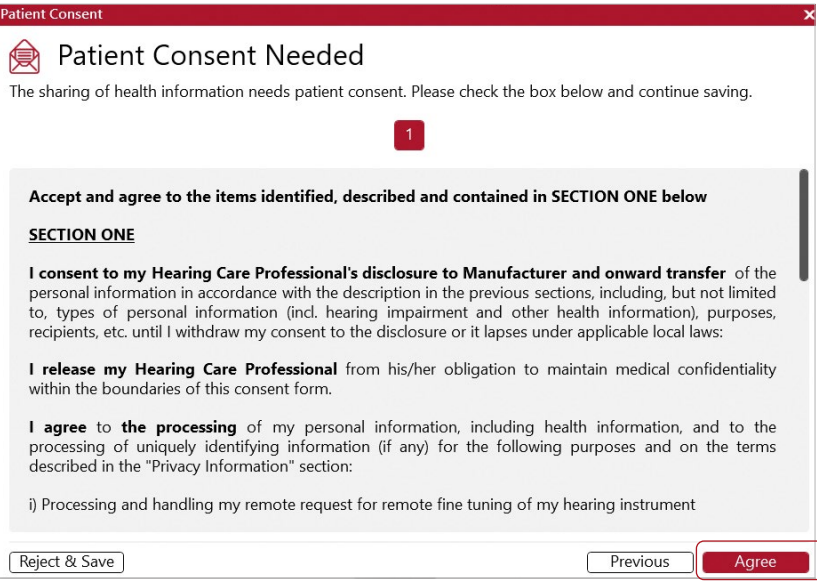 Patient Consent
Patient Consent Needed
The sharing of health information needs patient consent. Please check the box below and continue saving.
1
Accept and agree to the items identified, described and contained in SECTION ONE below
SECTION ONE
I consent to my Hearing Care Professional's disclosure to Manufacturer and onward transfer of the
personal information in accordance with the description in the previous sections, including, but not limited
to, types of personal information (incl. hearing impairment and other health information), purposes,
recipients, etc. until I withdraw my consent to the disclosure or it lapses under applicable local laws:
I release my Hearing Care Professional from his/her obligation to maintain medical confidentiality
within the boundaries of this consent form.
I agree to the processing of my personal information, including health information, and to the
processing of uniquely identifying information (if any) for the following purposes and on the terms
described in the "Privacy Information" section:
i) Processing and handling my remote request for remote fine tuning of my hearing instrument
Reject & Save
Previous
Agree